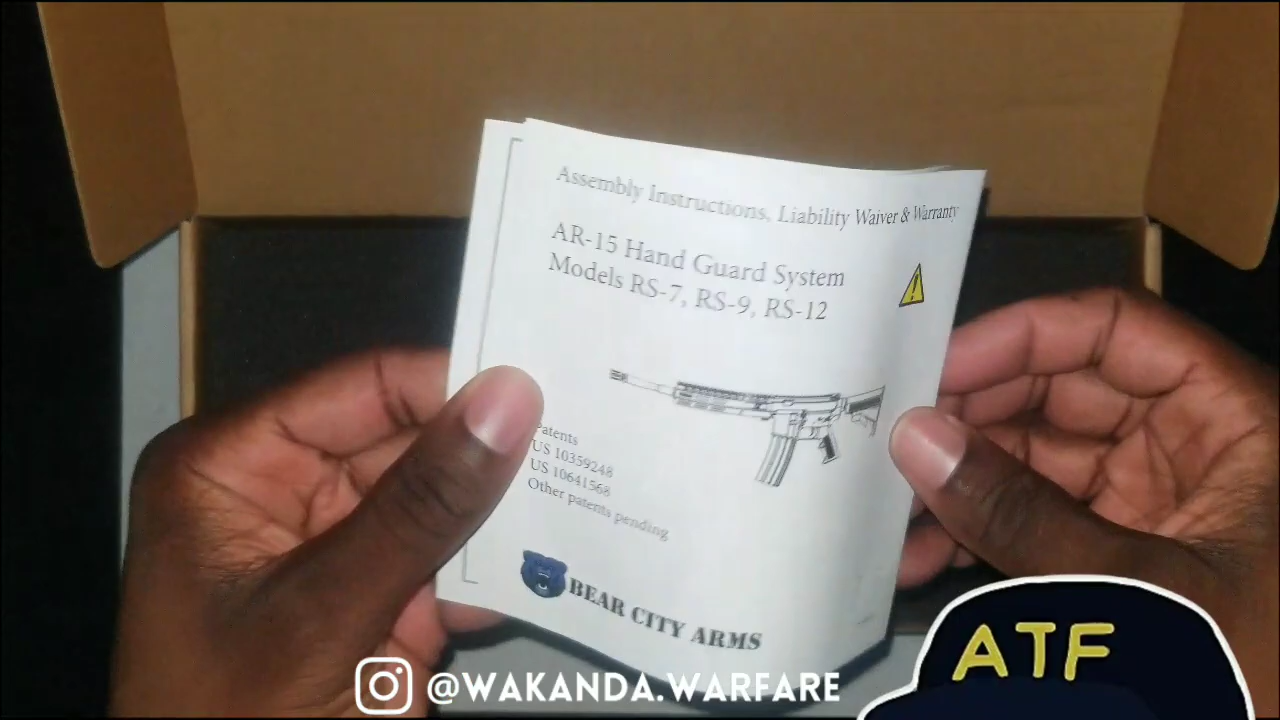 Assembly Instructions, Liability Waiver & Warranty
AR-15 Hand Guard System
Models RS-7, RS-9, RS-12
Patents
US 10359248
US 10641568
Other patents pending
BEAR CITY ARMS
@WAKANDA.WARFARE
ATF